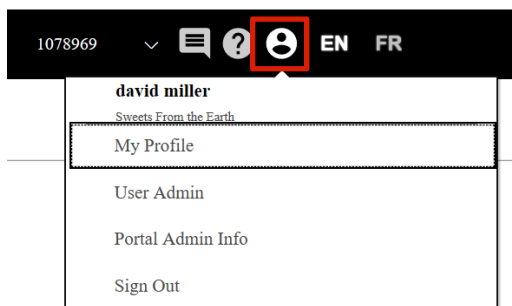 1078969 ? EN FR
david miller
Sweets From the Earth
My Profile
User Admin
Portal Admin Info
Sign Out